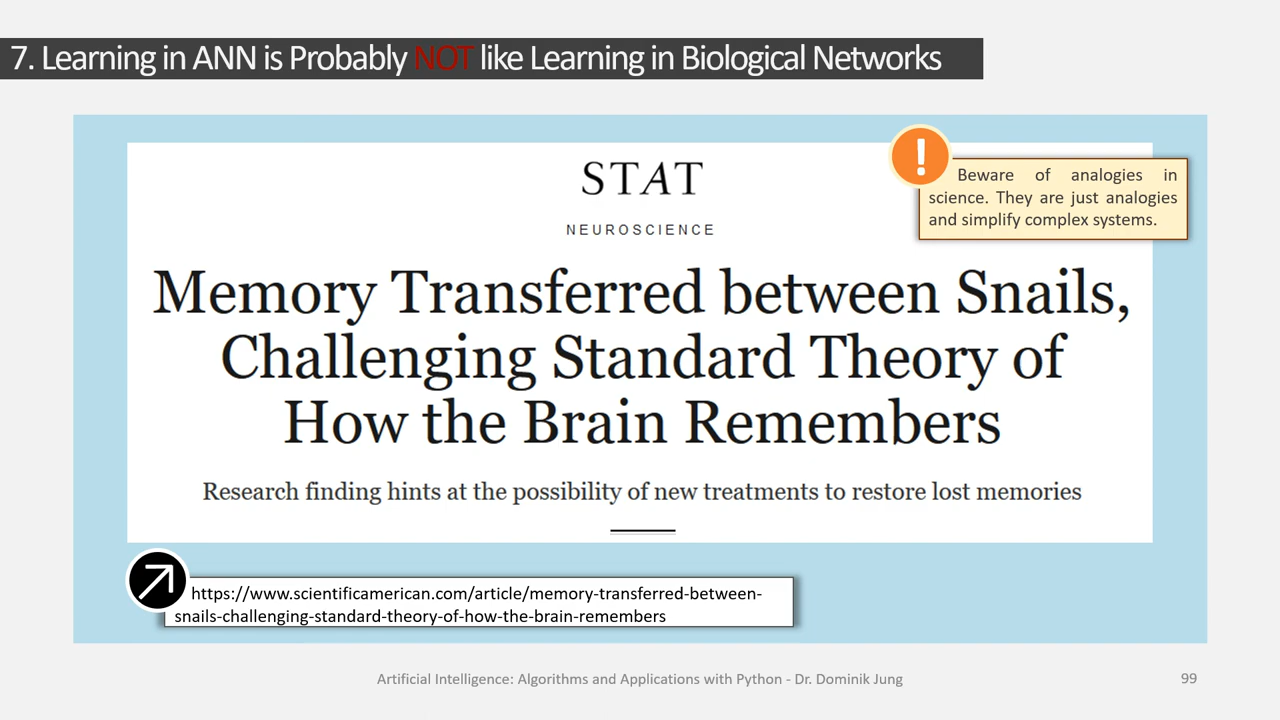 7. Learning in ANN is Probably NOT like Learning in Biological Networks
STAT
NEUROSCIENCE
! Beware of analogies in
science. They are just analogies
and simplify complex systems.
Memory Transferred between Snails,
Challenging Standard Theory of
How the Brain Remembers
Research finding hints at the possibility of new treatments to restore lost memories
https://www.scientificamerican.com/article/memory-transferred-between-
snails-challenging-standard-theory-of-how-the-brain-remembers
Artificial Intelligence: Algorithms and Applications with Python - Dr. Dominik Jung
99